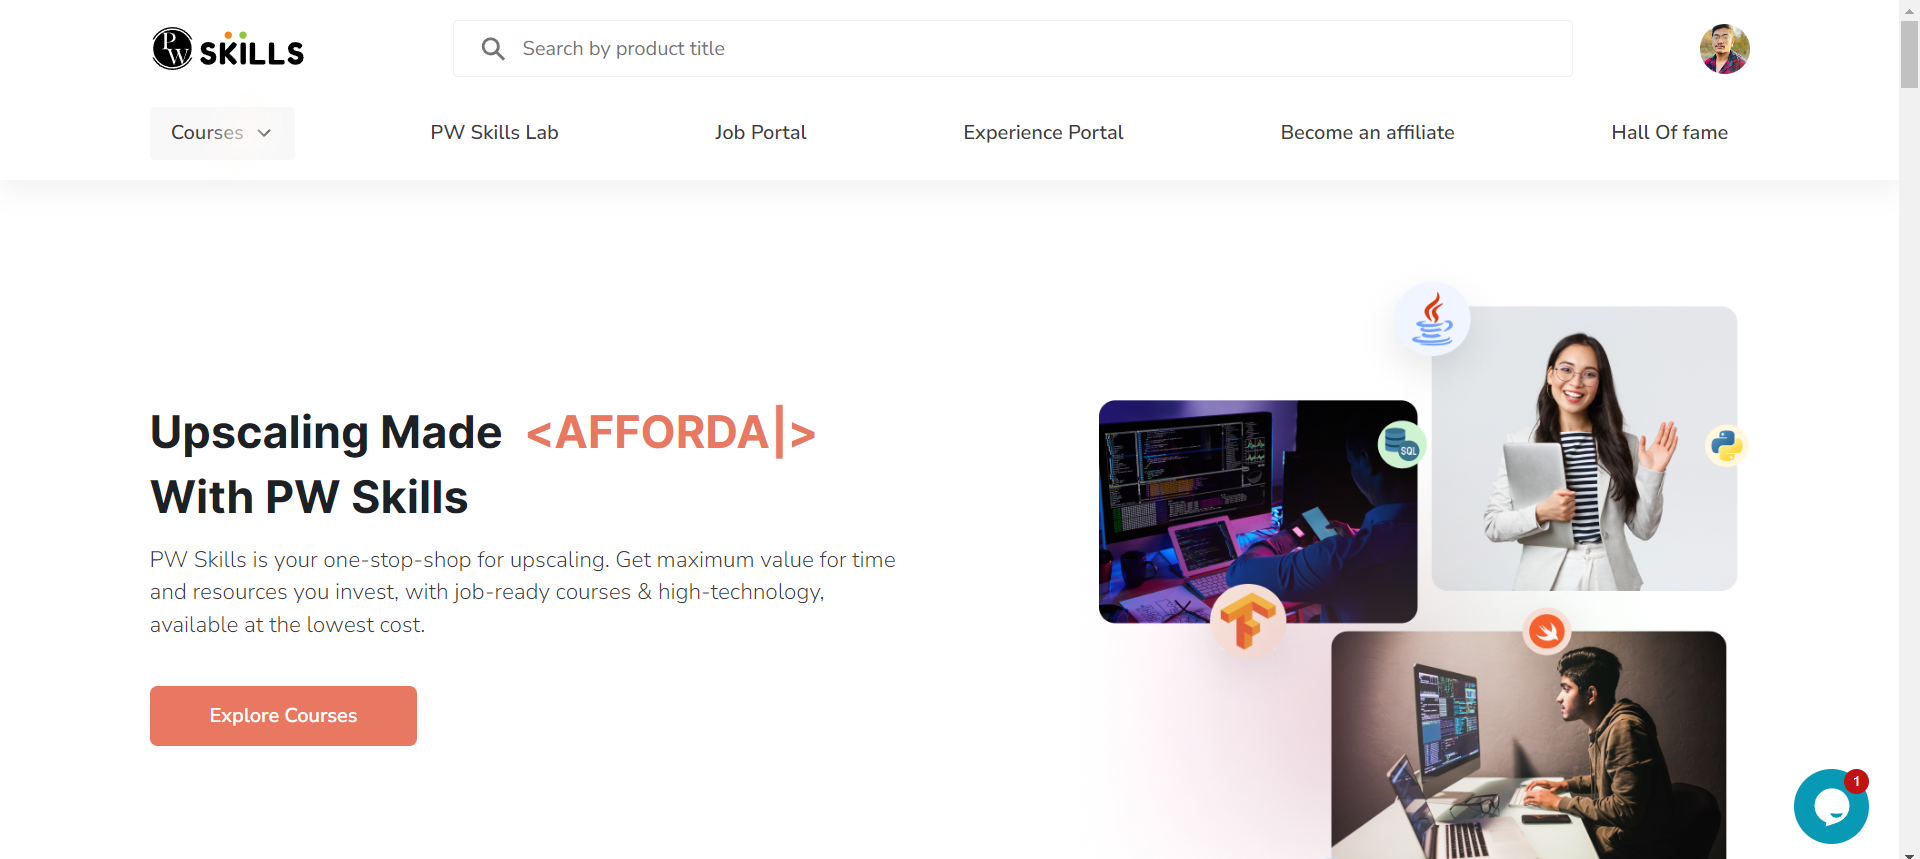 PW SKILLS
Search by product title
Courses
PW Skills Lab
Job Portal
Experience Portal
Become an affiliate
Hall Of fame
Upscaling Made <AFFORDA|>
With PW Skills
PW Skills is your one-stop-shop for upscaling. Get maximum value for time
and resources you invest, with job-ready courses & high-technology,
available at the lowest cost.
Explore Courses
SQL
1